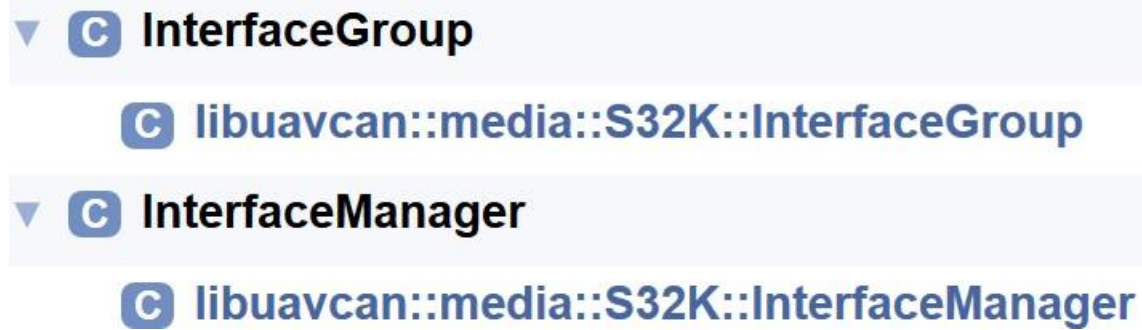 ▼ C InterfaceGroup
C libuavcan::media::S32K::InterfaceGroup
▼ C InterfaceManager
C libuavcan::media::S32K::InterfaceManager